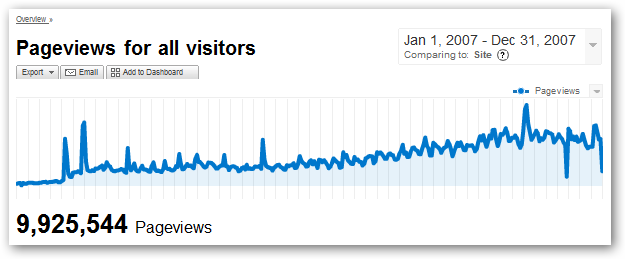 Overview »
Pageviews for all visitors
Jan 1, 2007 - Dec 31, 2007
Comparing to: Site ?
Export Email Add to Dashboard
Pageviews
9,925,544 Pageviews